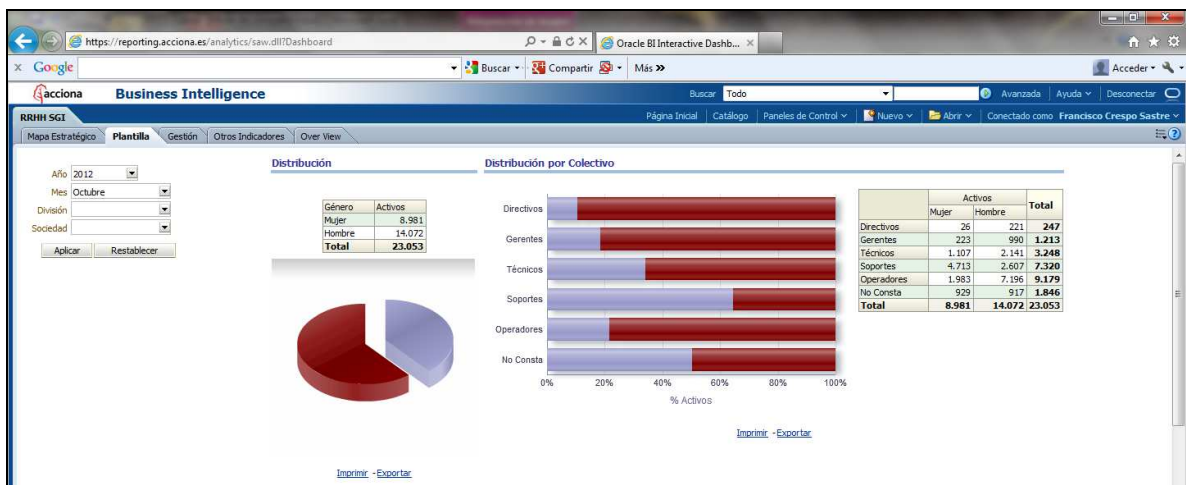 https://reporting.acciona.es/analytics/saw.dll?Dashboard
Oracle BI Interactive Dashb...
x Google Buscar Compartir Más » Acceder
acciona Business Intelligence Buscar Todo Avanzada Ayuda Desconectar
RRHH SGI Página Inicial Catálogo Paneles de Control Nuevo Abrir Conectado como Francisco Crespo Sastre
Mapa Estratégico Plantilla Gestión Otros Indicadores Over View
Año 2012
Mes Octubre
División
Sociedad
Aplicar Restablecer
Distribución
Género Activos
Mujer 8.981
Hombre 14.072
Total 23.053
Imprimir - Exportar
Distribución por Colectivo
Directivos
Gerentes
Técnicos
Soportes
Operadores
No Consta
0% 20% 40% 60% 80% 100%
% Activos
Imprimir - Exportar
Activos Total
Mujer Hombre
Directivos 26 221 247
Gerentes 223 990 1.213
Técnicos 1.107 2.141 3.248
Soportes 4.713 2.607 7.320
Operadores 1.983 7.196 9.179
No Consta 929 917 1.846
Total 8.981 14.072 23.053